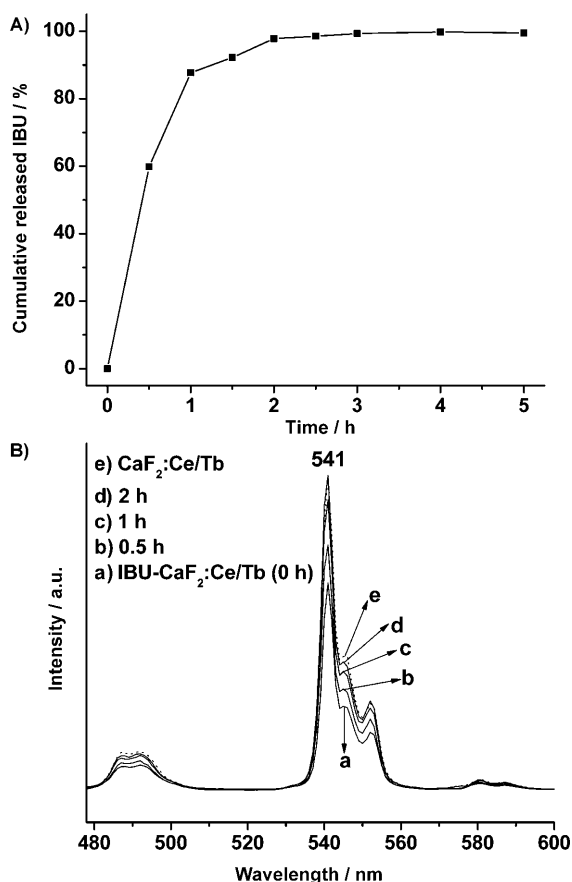 A)
100
80
60
40
20
0
Cumulative released IBU / %
0 1 2 3 4 5
Time / h
B)
541
e) CaF₂:Ce/Tb
d) 2 h
c) 1 h
b) 0.5 h
a) IBU-CaF₂:Ce/Tb (0 h)
e
d
c
b
a
Intensity / a.u.
480 500 520 540 560 580 600
Wavelength / nm